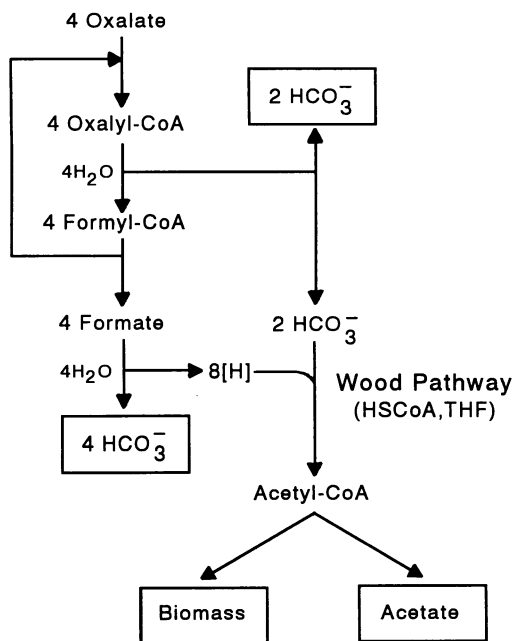 4 Oxalate
2 HCO₃⁻
4 Oxalyl-CoA
4H₂O
4 Formyl-CoA
4 Formate
2 HCO₃⁻
4H₂O
8[H]
Wood Pathway
(HSCoA,THF)
4 HCO₃⁻
Acetyl-CoA
Biomass
Acetate